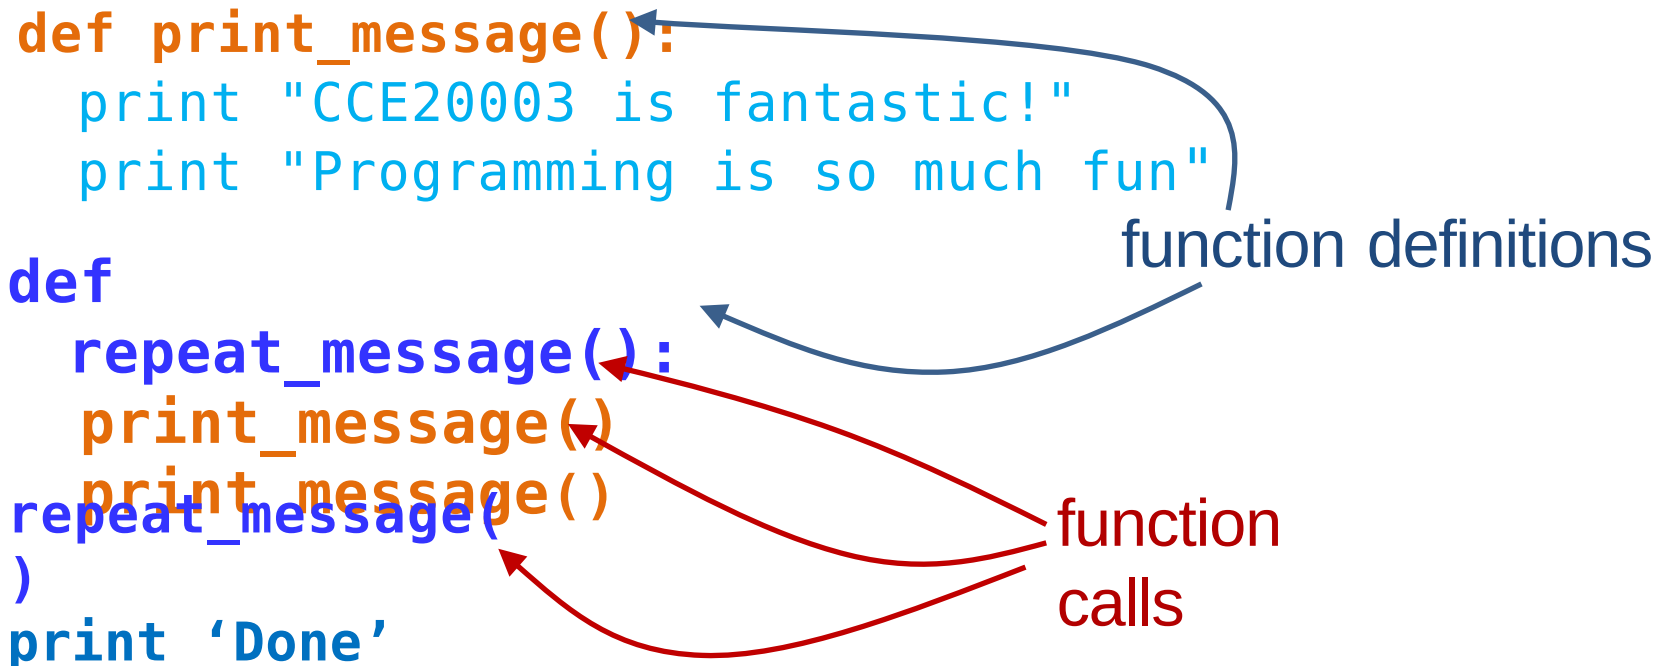 def print_message():
print "CCE20003 is fantastic!"
print "Programming is so much fun"
function definitions
def
repeat_message():
print_message()
print_message()
repeat_message(
)
print ‘Done’
function
calls